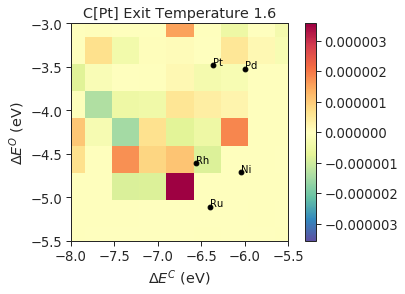 C[Pt] Exit Temperature 1.6
−3.0
−3.5
−4.0
−4.5
−5.0
−5.5
ΔE^O (eV)
Pt
Pd
Rh
Ni
Ru
−8.0 −7.5 −7.0 −6.5 −6.0 −5.5
ΔE^C (eV)
0.000003
0.000002
0.000001
0.000000
−0.000001
−0.000002
−0.000003